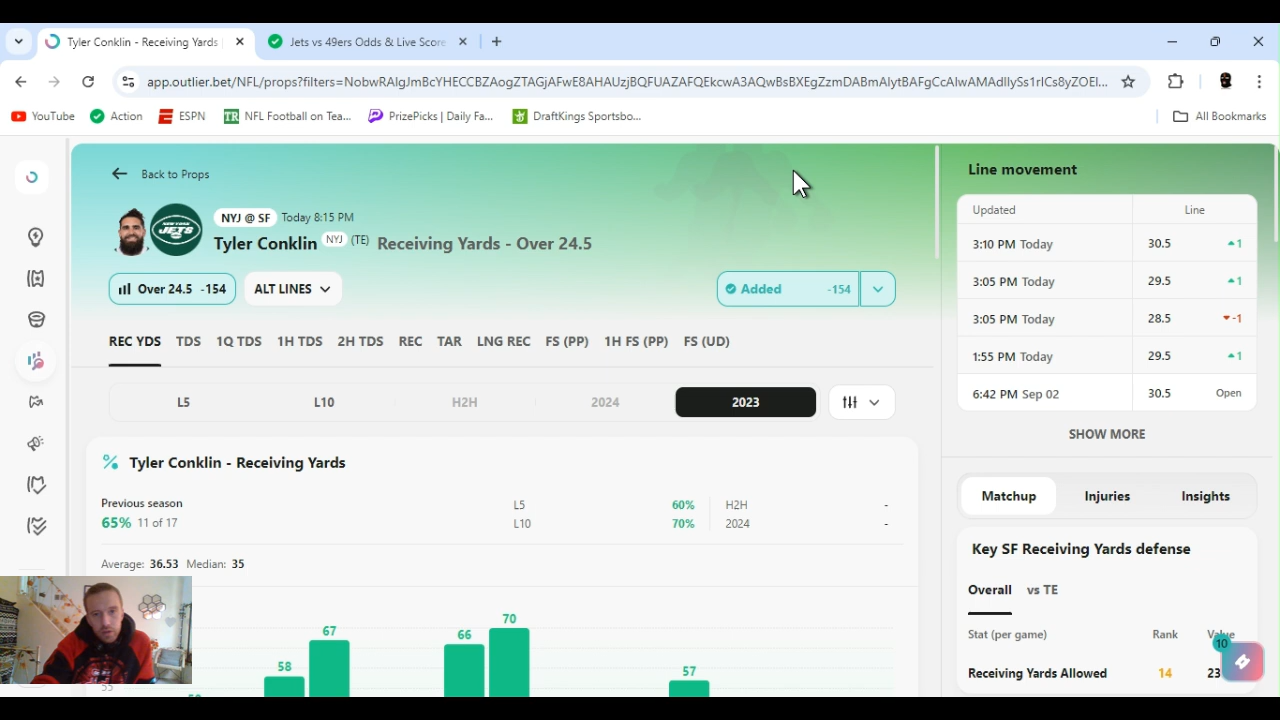 Tyler Conklin - Receiving Yards
Jets vs 49ers Odds & Live Score
app.outlier.bet/NFL/props?filters=
YouTube
Action
ESPN
NFL Football on Tea...
PrizePicks | Daily Fa...
DraftKings Sportsbo...
All Bookmarks
Back to Props
NYJ @ SF Today 8:15 PM
Tyler Conklin NYJ (TE) Receiving Yards - Over 24.5
Over 24.5 -154
ALT LINES
Added -154
REC YDS TDS 1Q TDS 1H TDS 2H TDS REC TAR LNG REC FS (PP) 1H FS (PP) FS (UD)
L5 L10 H2H 2024 2023
Tyler Conklin - Receiving Yards
Previous season
65% 11 of 17
L5 60%
L10 70%
H2H -
2024 -
Average: 36.53 Median: 35
70
67
66
58
57
55
Line movement
Updated Line
3:10 PM Today 30.5 1
3:05 PM Today 29.5 1
3:05 PM Today 28.5 -1
1:55 PM Today 29.5 1
6:42 PM Sep 02 30.5 Open
SHOW MORE
Matchup Injuries Insights
Key SF Receiving Yards defense
Overall vs TE
Stat (per game) Rank Value
10
Receiving Yards Allowed 14 23